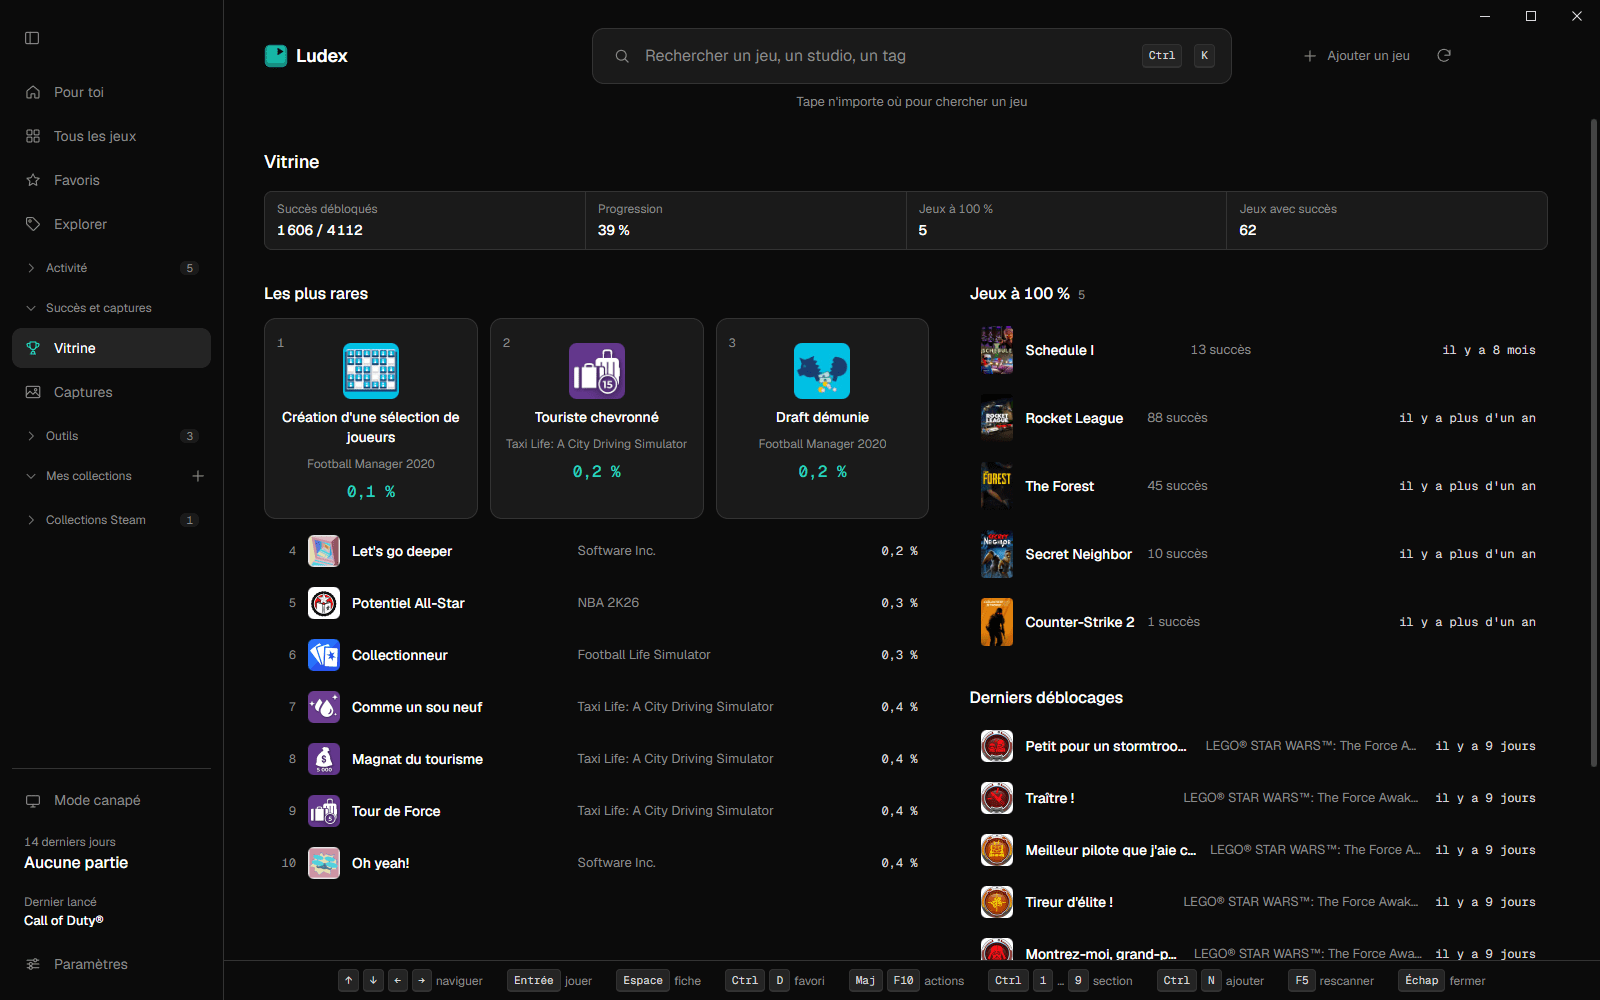 Ludex
Rechercher un jeu, un studio, un tag
Ctrl K
Ajouter un jeu
Tape n'importe où pour chercher un jeu
Pour toi
Tous les jeux
Favoris
Explorer
Activité 5
Succès et captures
Vitrine
Captures
Outils 3
Mes collections
Collections Steam 1
Mode canapé
14 derniers jours
Aucune partie
Dernier lancé
Call of Duty®
Paramètres
Vitrine
Succès débloqués
1 606 / 4 112
Progression
39 %
Jeux à 100 %
5
Jeux avec succès
62
Les plus rares
1
Création d'une sélection de
joueurs
Football Manager 2020
0,1 %
2
15
Touriste chevronné
Taxi Life: A City Driving Simulator
0,2 %
3
Draft démunie
Football Manager 2020
0,2 %
4 Let's go deeper Software Inc. 0,2 %
5 Potentiel All-Star NBA 2K26 0,3 %
6 Collectionneur Football Life Simulator 0,3 %
7 Comme un sou neuf Taxi Life: A City Driving Simulator 0,4 %
8 Magnat du tourisme Taxi Life: A City Driving Simulator 0,4 %
9 Tour de Force Taxi Life: A City Driving Simulator 0,4 %
10 Oh yeah! Software Inc. 0,4 %
Jeux à 100 % 5
Schedule I 13 succès il y a 8 mois
Rocket League 88 succès il y a plus d'un an
The Forest 45 succès il y a plus d'un an
Secret Neighbor 10 succès il y a plus d'un an
Counter-Strike 2 1 succès il y a plus d'un an
Derniers déblocages
Petit pour un stormtroo... LEGO® STAR WARS™: The Force A... il y a 9 jours
Traître ! LEGO® STAR WARS™: The Force Awak... il y a 9 jours
Meilleur pilote que j'aie c... LEGO® STAR WARS™: The Force A... il y a 9 jours
Tireur d'élite ! LEGO® STAR WARS™: The Force Awak... il y a 9 jours
Montrez-moi, grand-p... LEGO® STAR WARS™: The Force Awa... il y a 9 jours
↑ ↓ ← → naviguer Entrée jouer Espace fiche Ctrl D favori Maj F10 actions Ctrl 1 … 9 section Ctrl N ajouter F5 rescanner Échap fermer